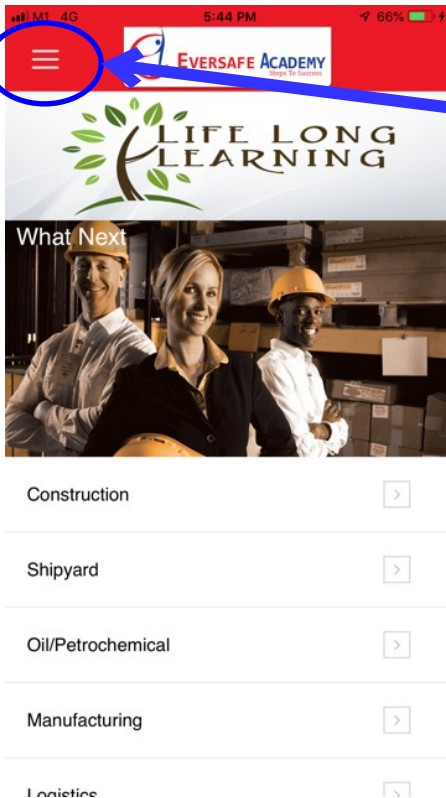 M1 4G 5:44 PM 66%
EVERSAFE ACADEMY
Steps To Success
LIFE LONG
LEARNING
What Next
Construction
Shipyard
Oil/Petrochemical
Manufacturing
Logistics